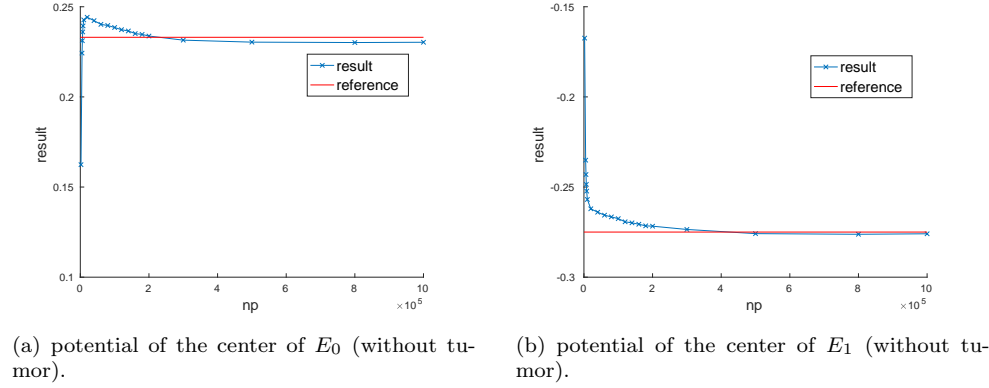 0.25
0.2
0.15
0.1
result
0 2 4 6 8 10
×10^5
np
result
reference
-0.15
-0.2
-0.25
-0.3
result
0 2 4 6 8 10
×10^5
np
result
reference
(a) potential of the center of E_0 (without tu-
mor).
(b) potential of the center of E_1 (without tu-
mor).